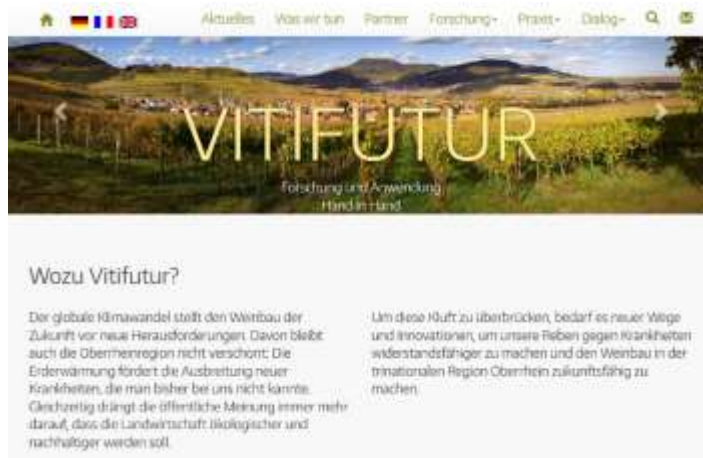 Aktuelles Was wir tun Partner Forschung Praxis Dialog
VITIFUTUR
Forschung und Anwendung
Hand in Hand
Wozu Vitifutur?
Der globale Klimawandel stellt den Weinbau der
Zukunft vor neue Herausforderungen. Davon bleibt
auch die Oberrheinregion nicht verschont: Die
Erderwärmung fördert die Ausbreitung neuer
Krankheiten, die man bisher bei uns nicht kannte.
Gleichzeitig drängt die öffentliche Meinung immer mehr
darauf, dass die Landwirtschaft ökologischer und
nachhaltiger werden soll.
Um diese Kluft zu überbrücken, bedarf es neuer Wege
und Innovationen, um unsere Reben gegen Krankheiten
widerstandsfähiger zu machen und den Weinbau in der
trinationalen Region Oberrhein zukunftsfähig zu
machen.